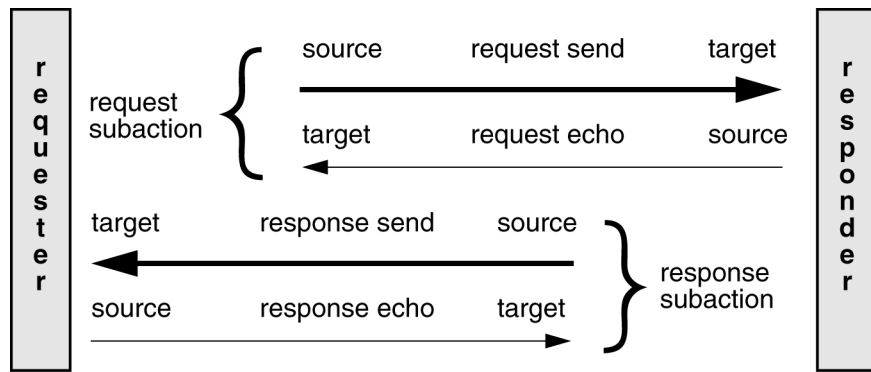 requester
source request send target
request
subaction
target request echo source
target response send source
response
subaction
source response echo target
responder